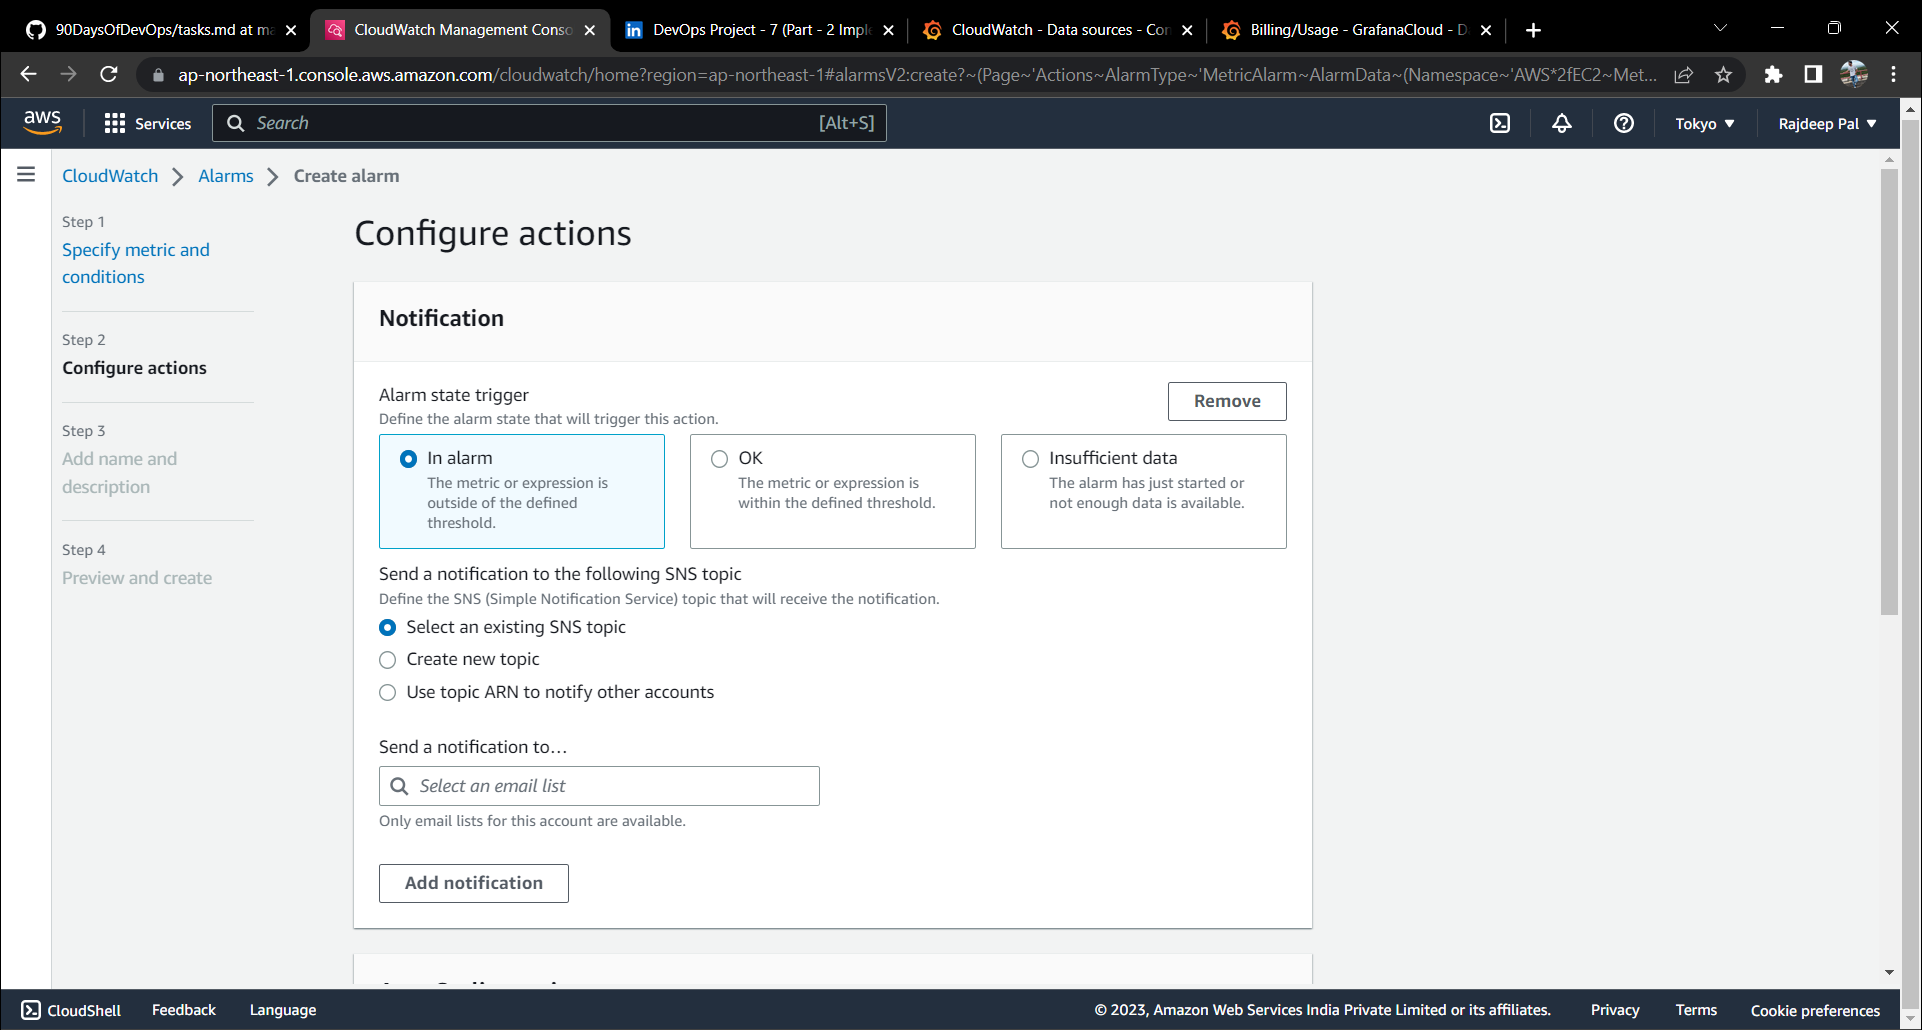 90DaysOfDevOps/tasks.md at ma
CloudWatch Management Conso
DevOps Project - 7 (Part - 2 Imple
CloudWatch - Data sources - Con
Billing/Usage - GrafanaCloud - D
ap-northeast-1.console.aws.amazon.com/cloudwatch/home?region=ap-northeast-1#alarmsV2:create?~(Page~'Actions~AlarmType~'MetricAlarm~AlarmData~(Namespace~'AWS*2fEC2~Met...
aws
Services
Search
[Alt+S]
Tokyo
Rajdeep Pal
CloudWatch
Alarms
Create alarm
Step 1
Specify metric and
conditions
Step 2
Configure actions
Step 3
Add name and
description
Step 4
Preview and create
Configure actions
Notification
Alarm state trigger
Define the alarm state that will trigger this action.
Remove
In alarm
The metric or expression is
outside of the defined
threshold.
OK
The metric or expression is
within the defined threshold.
Insufficient data
The alarm has just started or
not enough data is available.
Send a notification to the following SNS topic
Define the SNS (Simple Notification Service) topic that will receive the notification.
Select an existing SNS topic
Create new topic
Use topic ARN to notify other accounts
Send a notification to...
Select an email list
Only email lists for this account are available.
Add notification
CloudShell
Feedback
Language
© 2023, Amazon Web Services India Private Limited or its affiliates.
Privacy
Terms
Cookie preferences